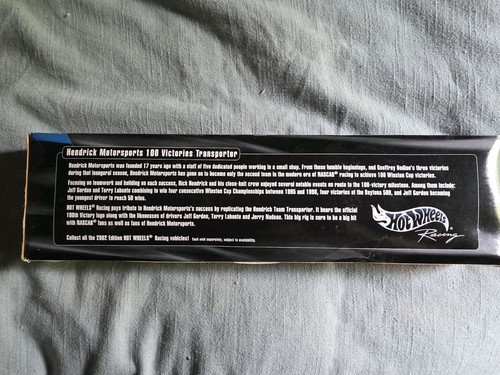 Hendrick Motorsports 100 Victories Transporter
Hendrick Motorsports was founded 17 years ago with a staff of five dedicated people working in a small shop. From those humble beginnings, and Geoffrey Bodine's three victories
during that inaugural season, Hendrick Motorsports has gone on to become only the second team in the modern era of NASCAR® racing to achieve 100 Winston Cup victories.
Focusing on teamwork and building on each success, Rick Hendrick and his close-knit crew enjoyed several notable events en route to the 100-victory milestone. Among them include:
Jeff Gordon and Terry Labonte combining to win four consecutive Winston Cup Championships between 1995 and 1998, four victories at the Daytona 500, and Jeff Gordon becoming
the youngest driver to reach 50 wins.
HOT WHEELS® Racing pays tribute to Hendrick Motorsports's success by replicating the Hendrick Team Transporter. It bears the official
100th Victory logo along with the likenesses of drivers Jeff Gordon, Terry Labonte and Jerry Nadeau. This big rig is sure to be a big hit
with NASCAR® fans as well as fans of Hendrick Motorsports.
Collect all the 2002 Edition HOT WHEELS® Racing vehicles! Each sold separately, subject to availability.
HOT WHEELS®
Racing